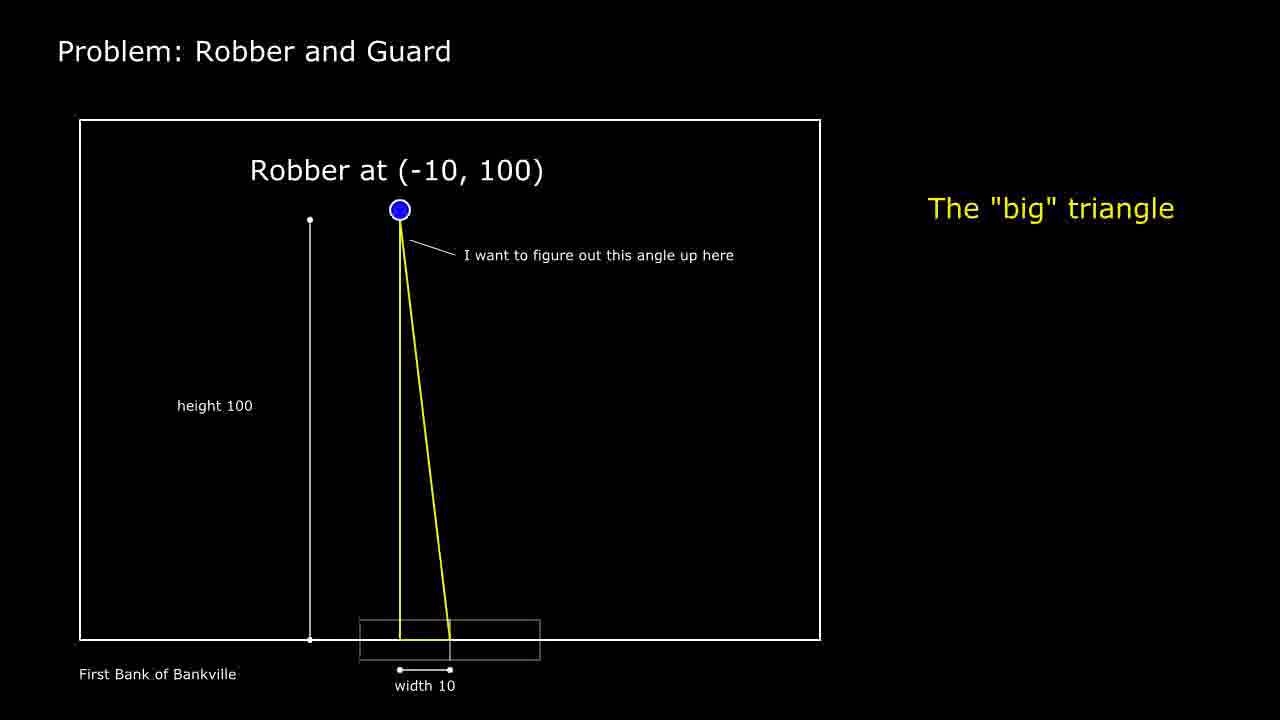 Problem: Robber and Guard
Robber at (-10, 100)
The "big" triangle
I want to figure out this angle up here
height 100
First Bank of Bankville
width 10